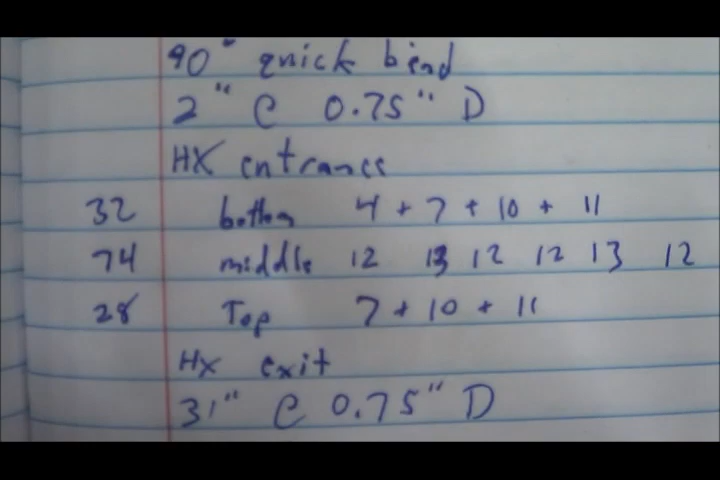 90° quick bend
2" @ 0.75" D
HX entrance
32 bottom 4 + 7 + 10 + 11
74 middle 12 13 12 12 13 12
28 Top 7 + 10 + 11
HX exit
31" @ 0.75" D